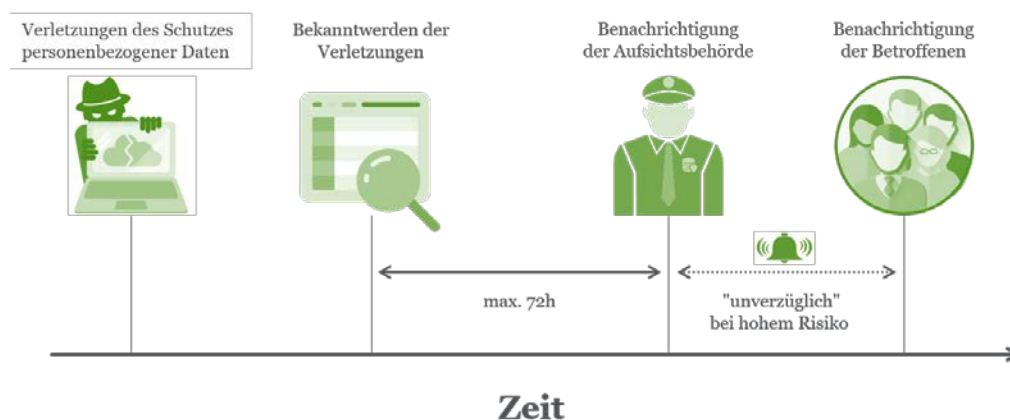 Verletzungen des Schutzes
personenbezogener Daten
Bekanntwerden der
Verletzungen
Benachrichtigung
der Aufsichtsbehörde
Benachrichtigung
der Betroffenen
max. 72h
"unverzüglich"
bei hohem Risiko
Zeit